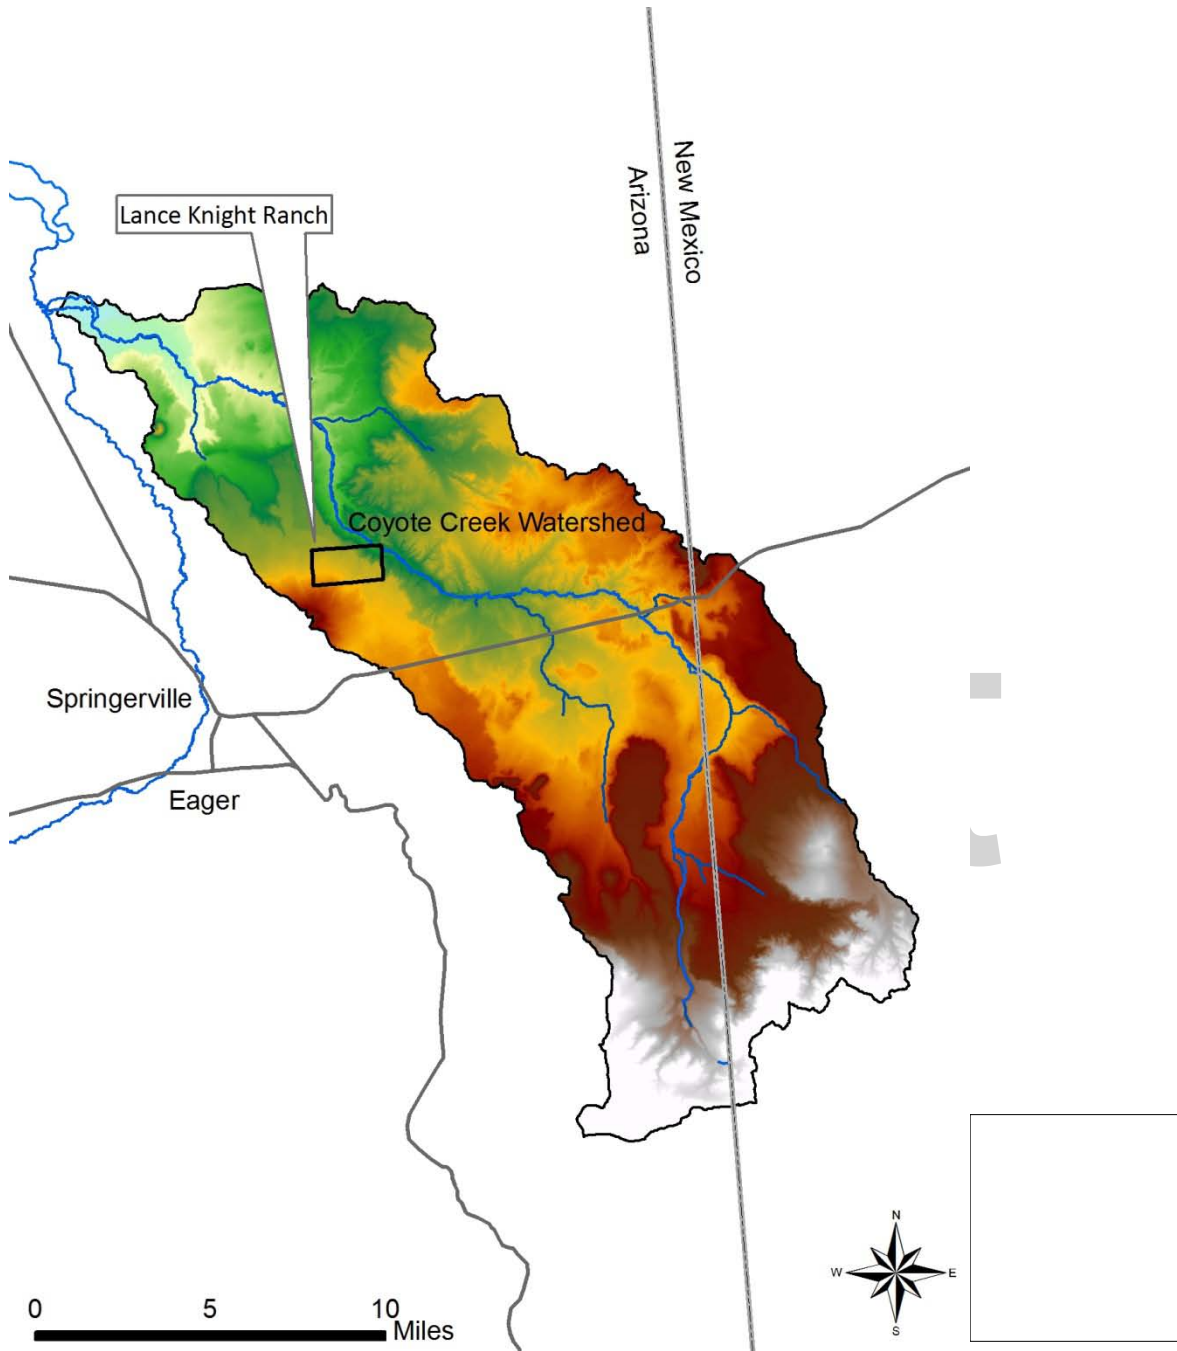 New Mexico
Arizona
Lance Knight Ranch
Coyote Creek Watershed
Springerville
Eager
N
W E
S
0 5 10
Miles